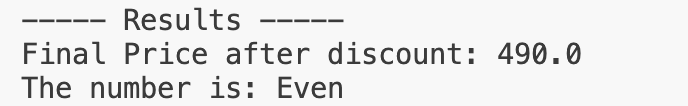 ----- Results -----
Final Price after discount: 490.0
The number is: Even